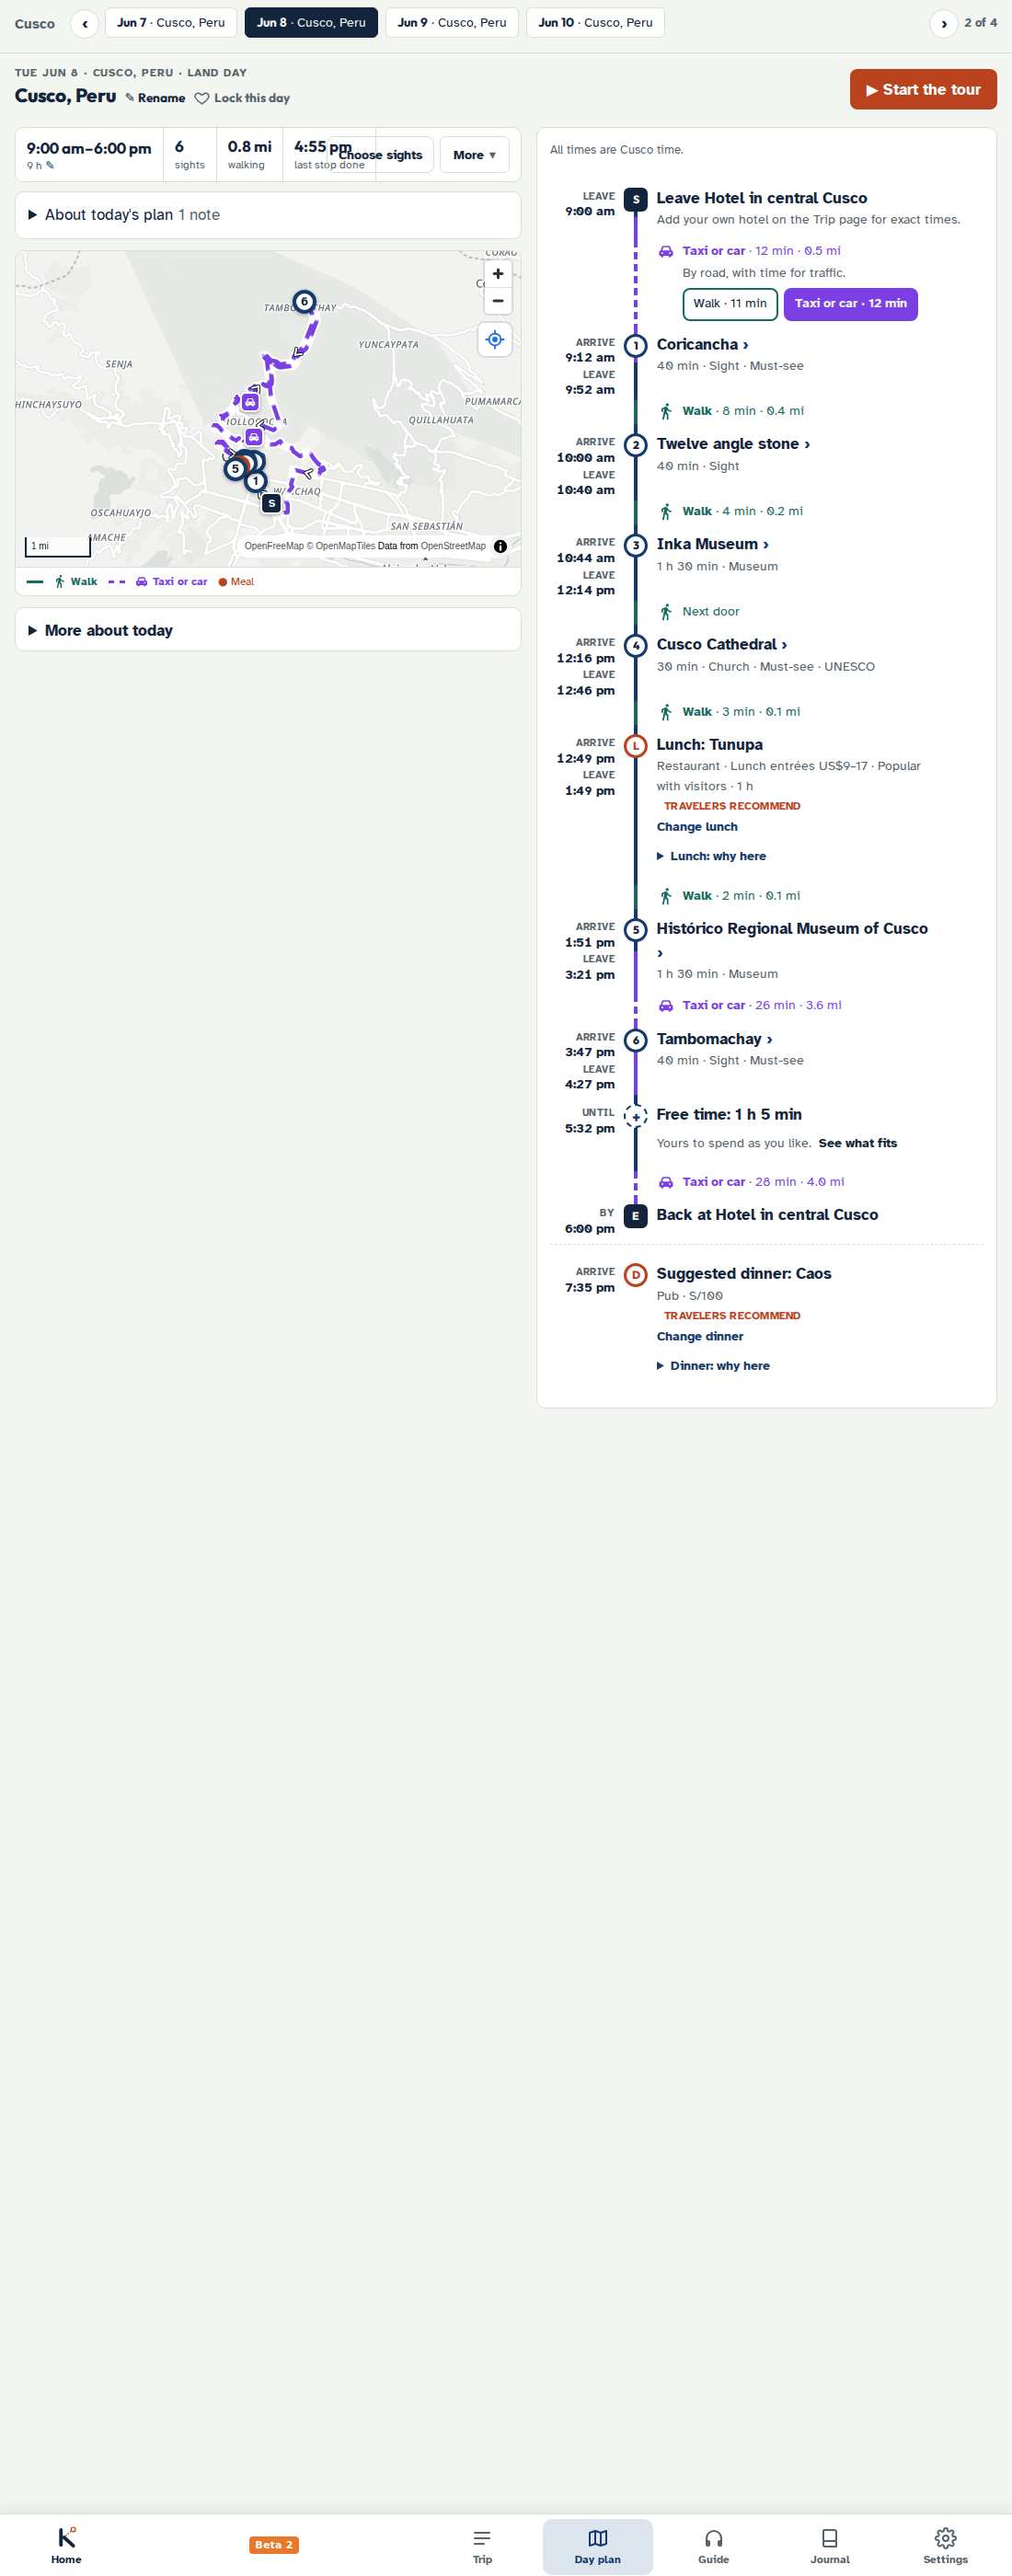 Cusco
‹
Jun 7 · Cusco, Peru
Jun 8 · Cusco, Peru
Jun 9 · Cusco, Peru
Jun 10 · Cusco, Peru
›
2 of 4
TUE JUN 8 · CUSCO, PERU · LAND DAY
Cusco, Peru ✎ Rename Lock this day
▶ Start the tour
9:00 am–6:00 pm
9 h ✎
6
sights
0.8 mi
walking
4:55 pm
last stop done
Choose sights
More ▾
▶ About today's plan 1 note
CORAO
TAMBOMACHAY
YUNCAYPATA
SENJA
HINCHAYSUYO
PUMAMARCA
QUILLAHUATA
OSCAHUAYJO
SAN SEBASTIÁN
AMACHE
+
−
6
5
1
S
1 mi
OpenFreeMap © OpenMapTiles Data from OpenStreetMap
Walk
Taxi or car
Meal
▶ More about today
All times are Cusco time.
LEAVE
9:00 am
S
Leave Hotel in central Cusco
Add your own hotel on the Trip page for exact times.
Taxi or car · 12 min · 0.5 mi
By road, with time for traffic.
Walk · 11 min
Taxi or car · 12 min
ARRIVE
9:12 am
LEAVE
9:52 am
1
Coricancha ›
40 min · Sight · Must-see
Walk · 8 min · 0.4 mi
ARRIVE
10:00 am
LEAVE
10:40 am
2
Twelve angle stone ›
40 min · Sight
Walk · 4 min · 0.2 mi
ARRIVE
10:44 am
LEAVE
12:14 pm
3
Inka Museum ›
1 h 30 min · Museum
Next door
ARRIVE
12:16 pm
LEAVE
12:46 pm
4
Cusco Cathedral ›
30 min · Church · Must-see · UNESCO
Walk · 3 min · 0.1 mi
ARRIVE
12:49 pm
LEAVE
1:49 pm
L
Lunch: Tunupa
Restaurant · Lunch entrées US$9–17 · Popular
with visitors · 1 h
TRAVELERS RECOMMEND
Change lunch
▶ Lunch: why here
Walk · 2 min · 0.1 mi
ARRIVE
1:51 pm
LEAVE
3:21 pm
5
Histórico Regional Museum of Cusco
›
1 h 30 min · Museum
Taxi or car · 26 min · 3.6 mi
ARRIVE
3:47 pm
LEAVE
4:27 pm
6
Tambomachay ›
40 min · Sight · Must-see
UNTIL
5:32 pm
+
Free time: 1 h 5 min
Yours to spend as you like. See what fits
Taxi or car · 28 min · 4.0 mi
BY
6:00 pm
E
Back at Hotel in central Cusco
ARRIVE
7:35 pm
D
Suggested dinner: Caos
Pub · S/100
TRAVELERS RECOMMEND
Change dinner
▶ Dinner: why here
Home
Beta 2
Trip
Day plan
Guide
Journal
Settings